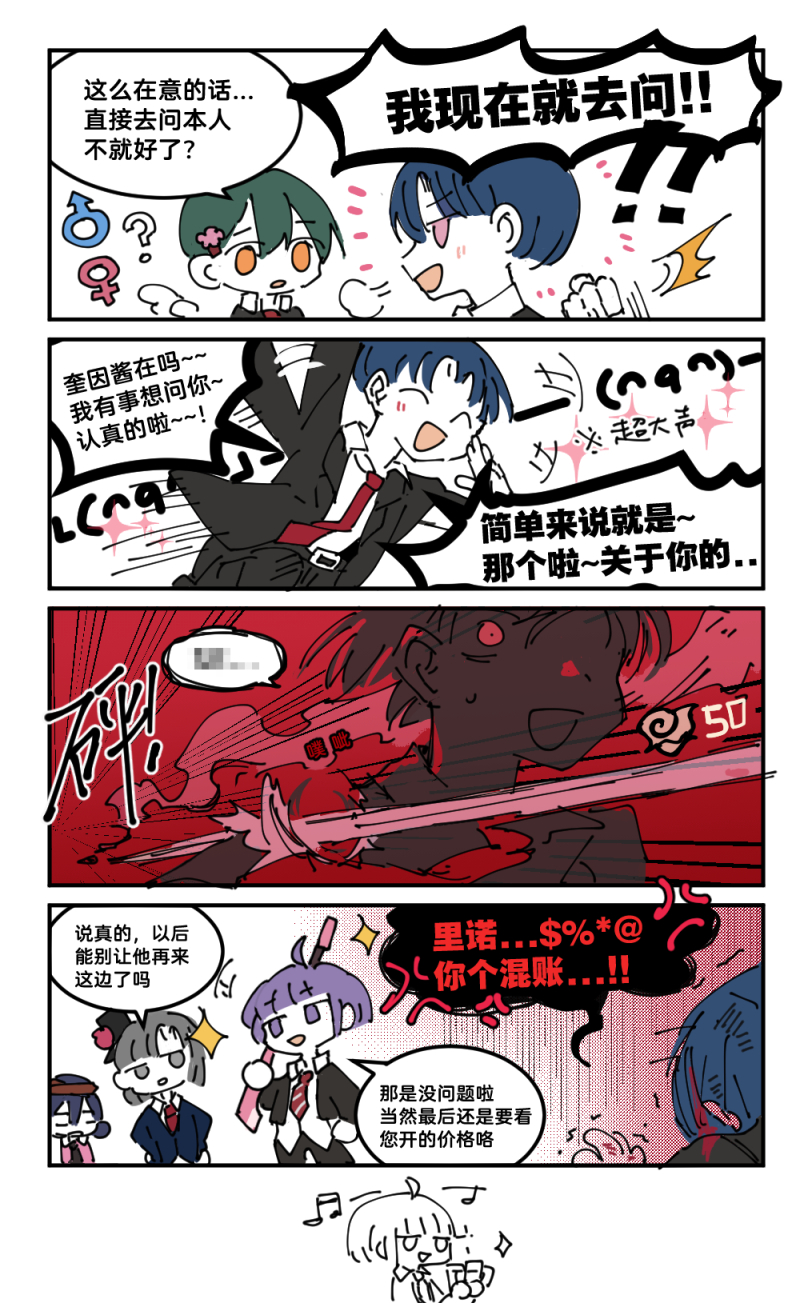 这么在意的话...
直接去问本人
不就好了？
我现在就去问!!
!!
?
奎因酱在吗~~
我有事想问你~
认真的啦~~！
※超大声
简单来说就是~
那个啦~关于你的..
砰!
噗呲
50
说真的，以后
能别让他再来
这边了吗
里诺...$%*@
你个混账...!!
那是没问题啦
当然最后还是要看
您开的价格咯